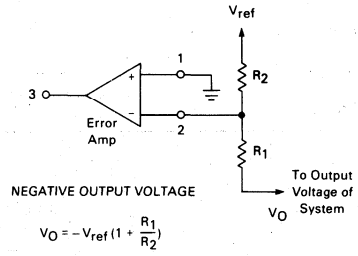 Vref
1
+
R2
3
Error
Amp
−
2
R1
To Output
Voltage of
System
VO
NEGATIVE OUTPUT VOLTAGE
VO = −Vref (1 + R1/R2)